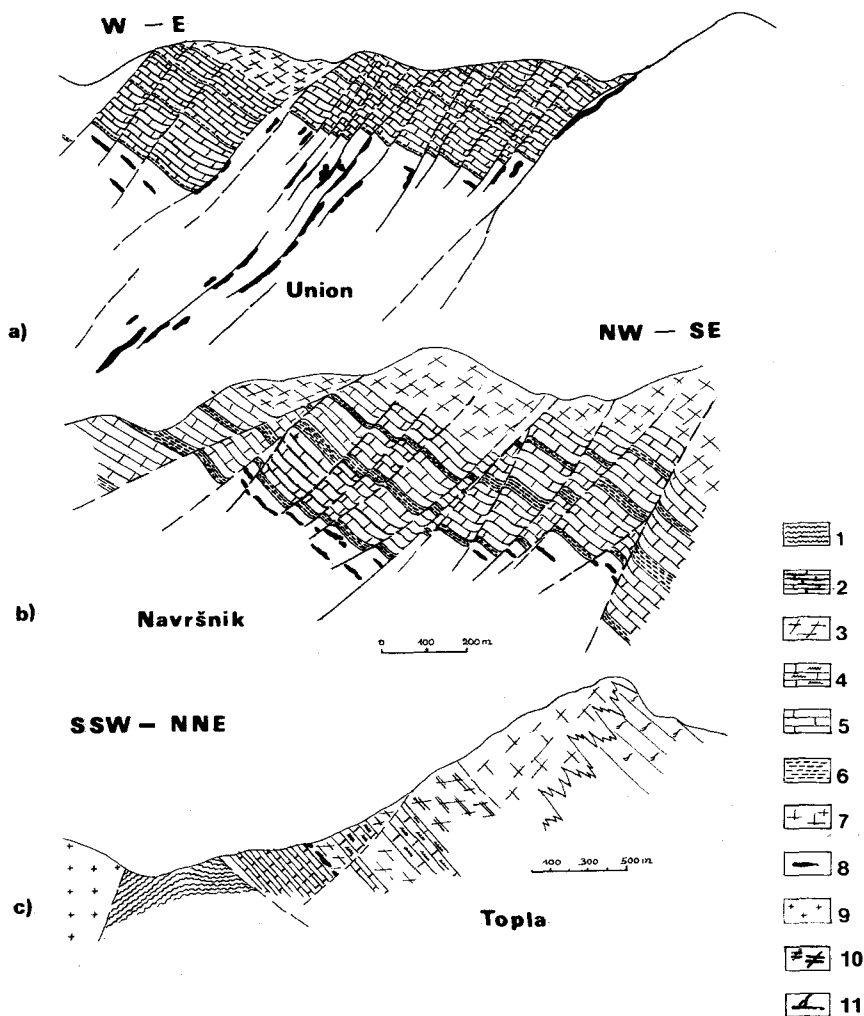 W – E
Union
a)
NW – SE
Navršnik
b)
0 100 200 m
SSW – NNE
100 300 500 m
Topla
c)
1
2
3
4
5
6
7
8
9
10
11